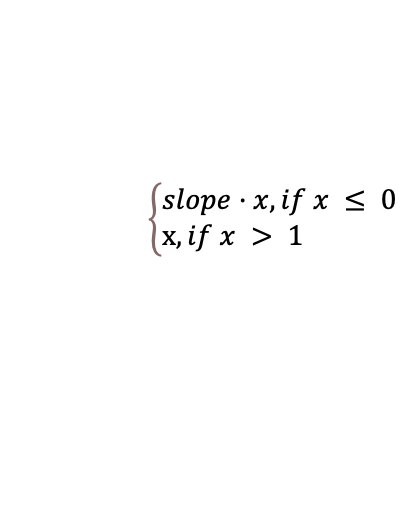 slope · x, if x ≤ 0
x, if x > 1